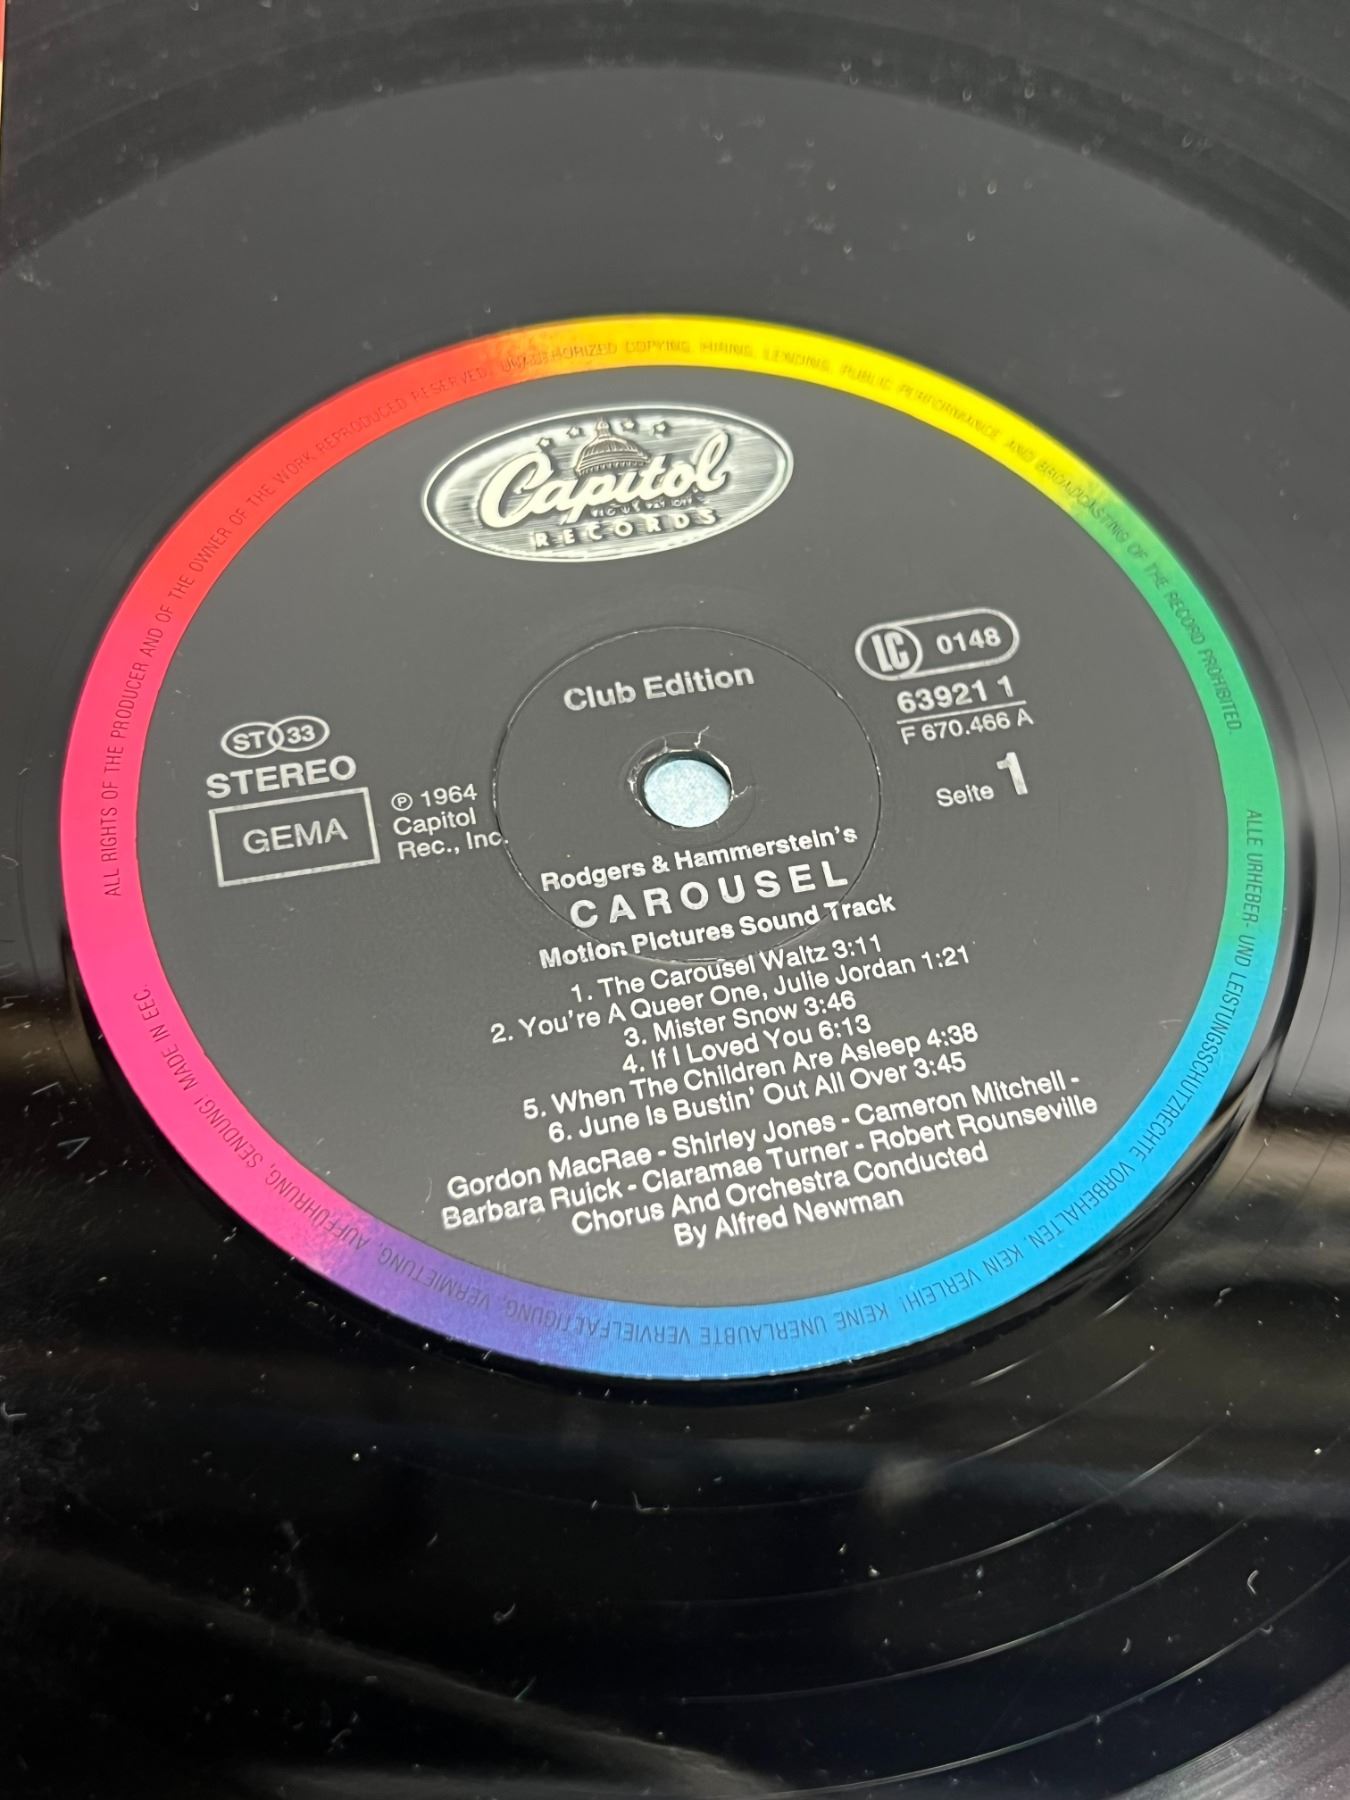 ALL RIGHTS OF THE PRODUCER AND OF THE OWNER OF THE WORK REPRODUCED RESERVED. UNAUTHORIZED COPYING, HIRING, LENDING, PUBLIC PERFORMANCE AND BROADCASTING OF THE RECORD PROHIBITED.
Capitol
RECORDS
Club Edition
LC 0148
63921 1
F 670.466 A
Seite 1
ST 33
STEREO
GEMA
℗ 1964
Capitol
Rec., Inc.
Rodgers & Hammerstein's
CAROUSEL
Motion Pictures Sound Track
1. The Carousel Waltz 3:11
2. You're A Queer One, Julie Jordan 1:21
3. Mister Snow 3:46
4. If I Loved You 6:13
5. When The Children Are Asleep 4:38
6. June Is Bustin' Out All Over 3:45
Gordon MacRae - Shirley Jones - Cameron Mitchell -
Barbara Ruick - Claramae Turner - Robert Rounseville
Chorus And Orchestra Conducted
By Alfred Newman
ALLE URHEBER- UND LEISTUNGSSCHUTZRECHTE VORBEHALTEN. KEIN VERLEIH! KEINE UNERLAUBTE VERVIELFÄLTIGUNG, VERMIETUNG, AUFFÜHRUNG, SENDUNG! MADE IN EEC.